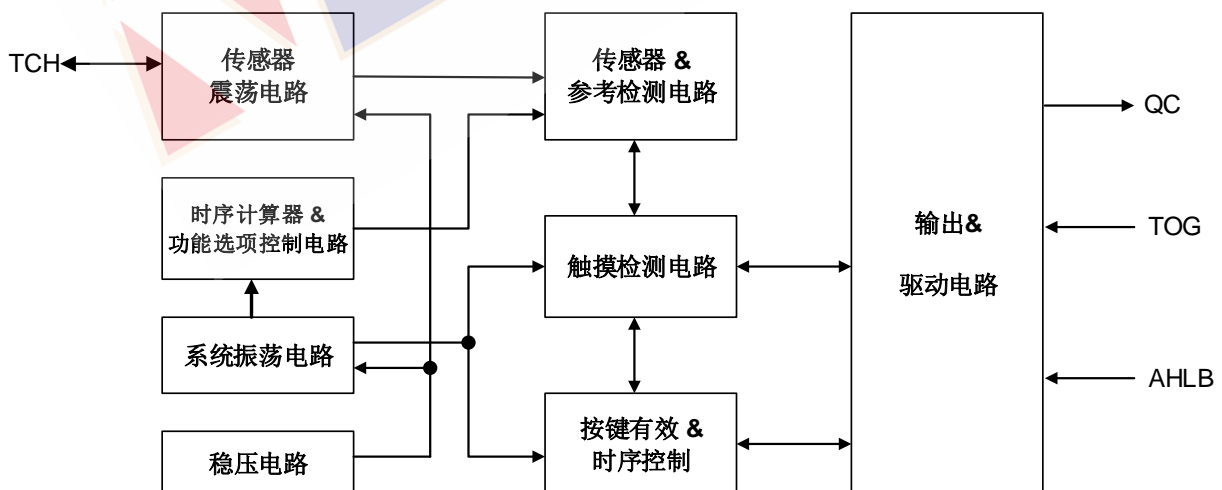 TCH
传感器
震荡电路
传感器 &
参考检测电路
QC
时序计算器 &
功能选项控制电路
触摸检测电路
输出&
驱动电路
TOG
系统振荡电路
AHLB
稳压电路
按键有效 &
时序控制